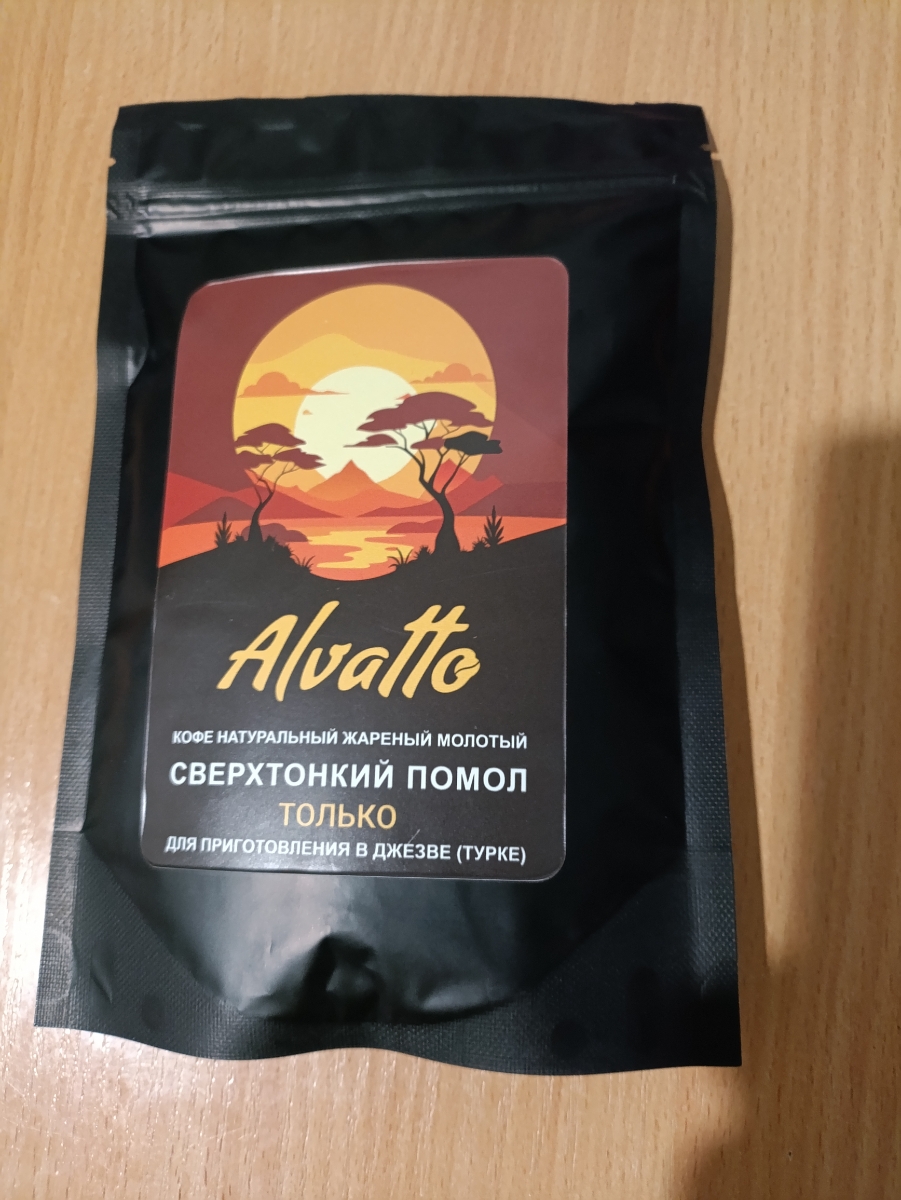 Alvatto
КОФЕ НАТУРАЛЬНЫЙ ЖАРЕНЫЙ МОЛОТЫЙ
СВЕРХТОНКИЙ ПОМОЛ
ТОЛЬКО
ДЛЯ ПРИГОТОВЛЕНИЯ В ДЖЕЗВЕ (ТУРКЕ)